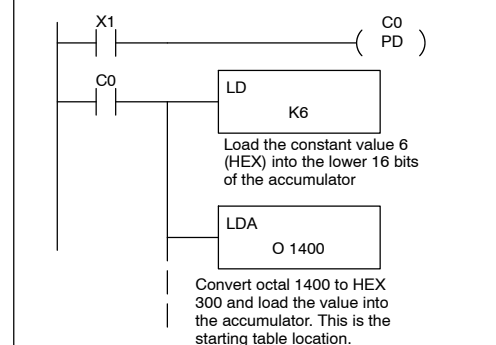 X1
C0
PD
C0
LD
K6
Load the constant value 6
(HEX) into the lower 16 bits
of the accumulator
LDA
O 1400
Convert octal 1400 to HEX
300 and load the value into
the accumulator. This is the
starting table location.